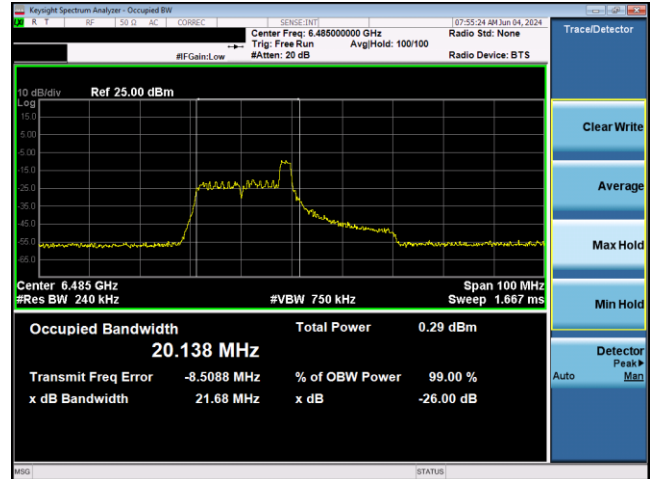 Keysight Spectrum Analyzer - Occupied BW
R T RF 50 Ω AC CORREC SENSE:INT 07:55:24 AM Jun 04, 2024
Center Freq: 6.485000000 GHz Radio Std: None
Trig: Free Run Avg|Hold: 100/100
#IFGain:Low #Atten: 20 dB Radio Device: BTS
Trace/Detector
10 dB/div Ref 25.00 dBm
Log
15.0
5.00
-5.00
-15.0
-25.0
-35.0
-45.0
-55.0
-65.0
Center 6.485 GHz Span 100 MHz
#Res BW 240 kHz #VBW 750 kHz Sweep 1.667 ms
Occupied Bandwidth Total Power 0.29 dBm
20.138 MHz
Transmit Freq Error -8.5088 MHz % of OBW Power 99.00 %
x dB Bandwidth 21.68 MHz x dB -26.00 dB
Clear Write
Average
Max Hold
Min Hold
Detector
Peak▶
Auto Man
MSG STATUS